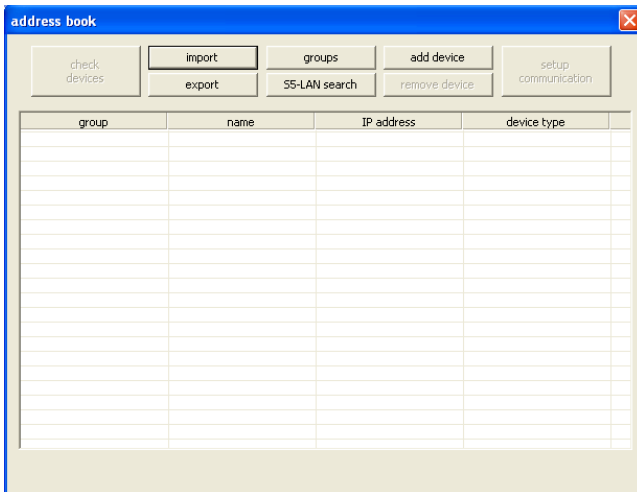 address book
check
devices
import
groups
add device
setup
communication
export
S5-LAN search
remove device
group
name
IP address
device type